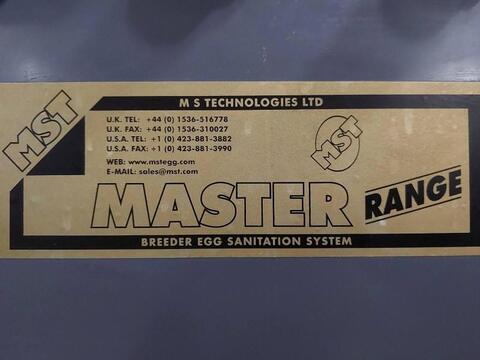 MST
M S TECHNOLOGIES LTD
U.K. TEL: +44 (0) 1536-516778
U.K. FAX: +44 (0) 1536-310027
U.S.A. TEL: +1 (0) 423-881-3882
U.S.A. FAX: +1 (0) 423-881-3990
WEB: www.mstegg.com
E-MAIL: sales@mst.com
MST
MASTER RANGE
BREEDER EGG SANITATION SYSTEM